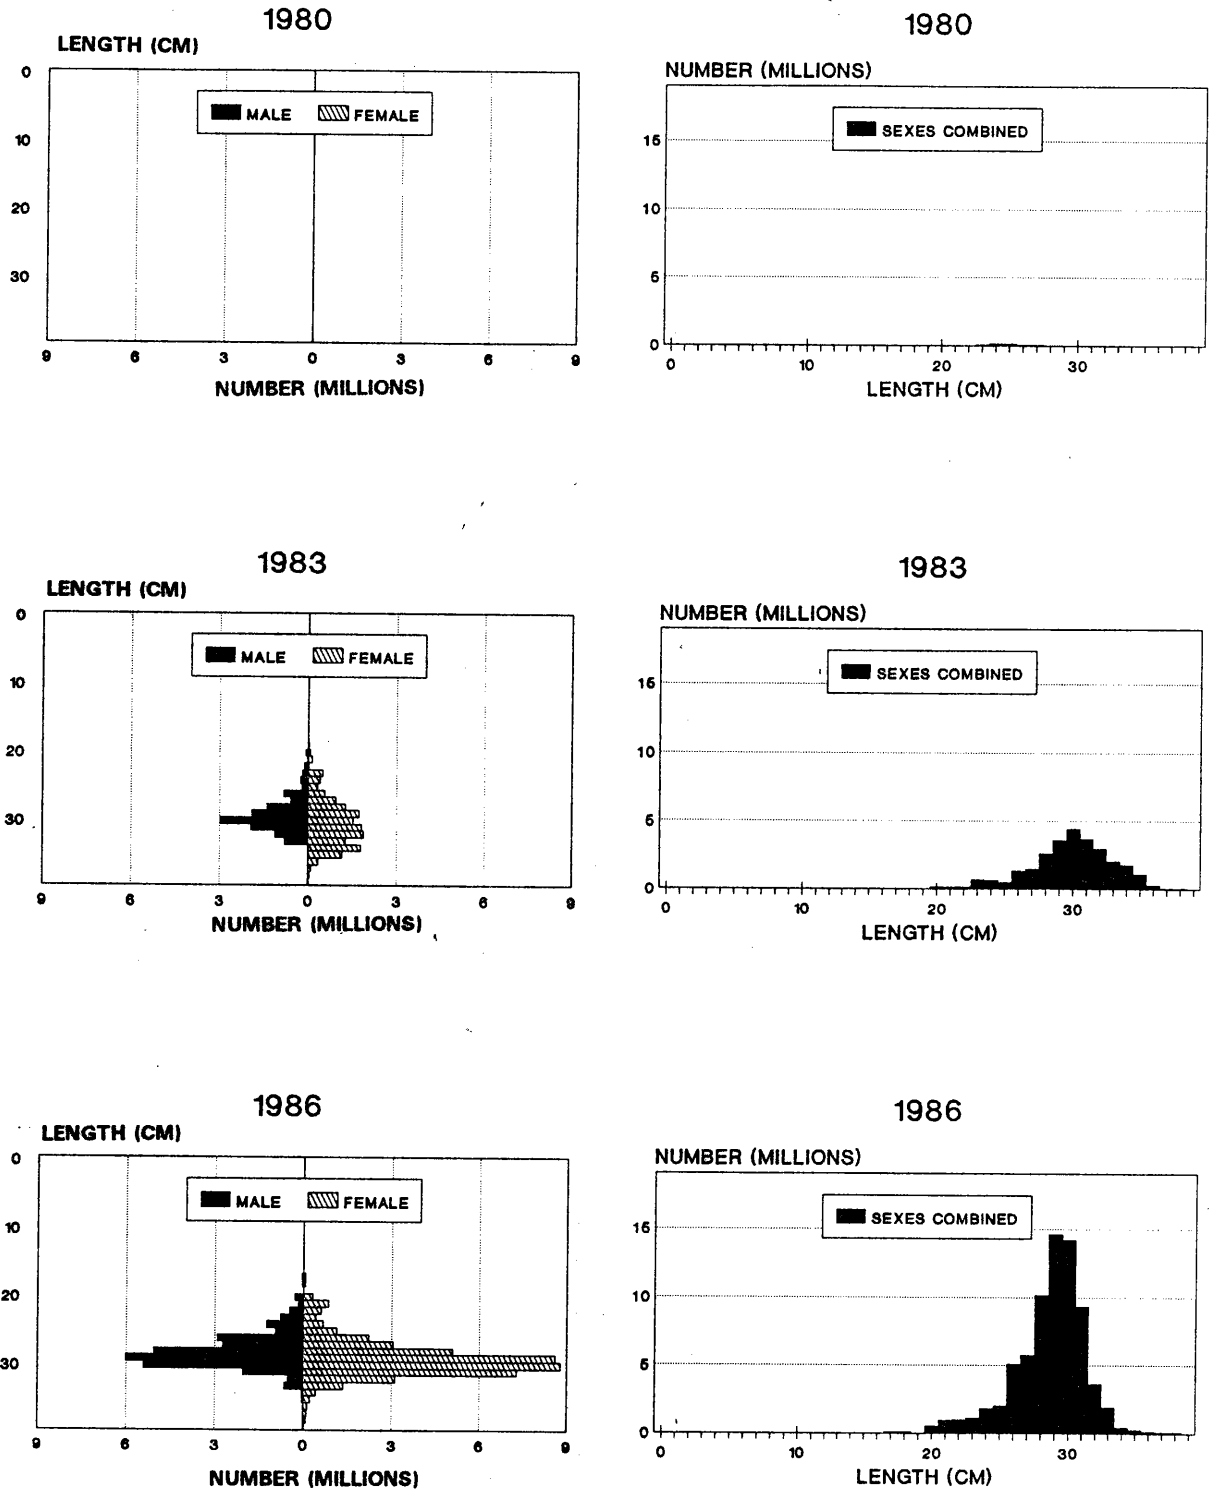 1980
LENGTH (CM)
0
10
20
30
MALE FEMALE
9 6 3 0 3 6 9
NUMBER (MILLIONS)
1980
NUMBER (MILLIONS)
15
10
5
0
SEXES COMBINED
0 10 20 30
LENGTH (CM)
1983
LENGTH (CM)
0
10
20
30
MALE FEMALE
9 6 3 0 3 6 9
NUMBER (MILLIONS)
1983
NUMBER (MILLIONS)
15
10
5
0
SEXES COMBINED
0 10 20 30
LENGTH (CM)
1986
LENGTH (CM)
0
10
20
30
MALE FEMALE
9 6 3 0 3 6 9
NUMBER (MILLIONS)
1986
NUMBER (MILLIONS)
15
10
5
0
SEXES COMBINED
0 10 20 30
LENGTH (CM)